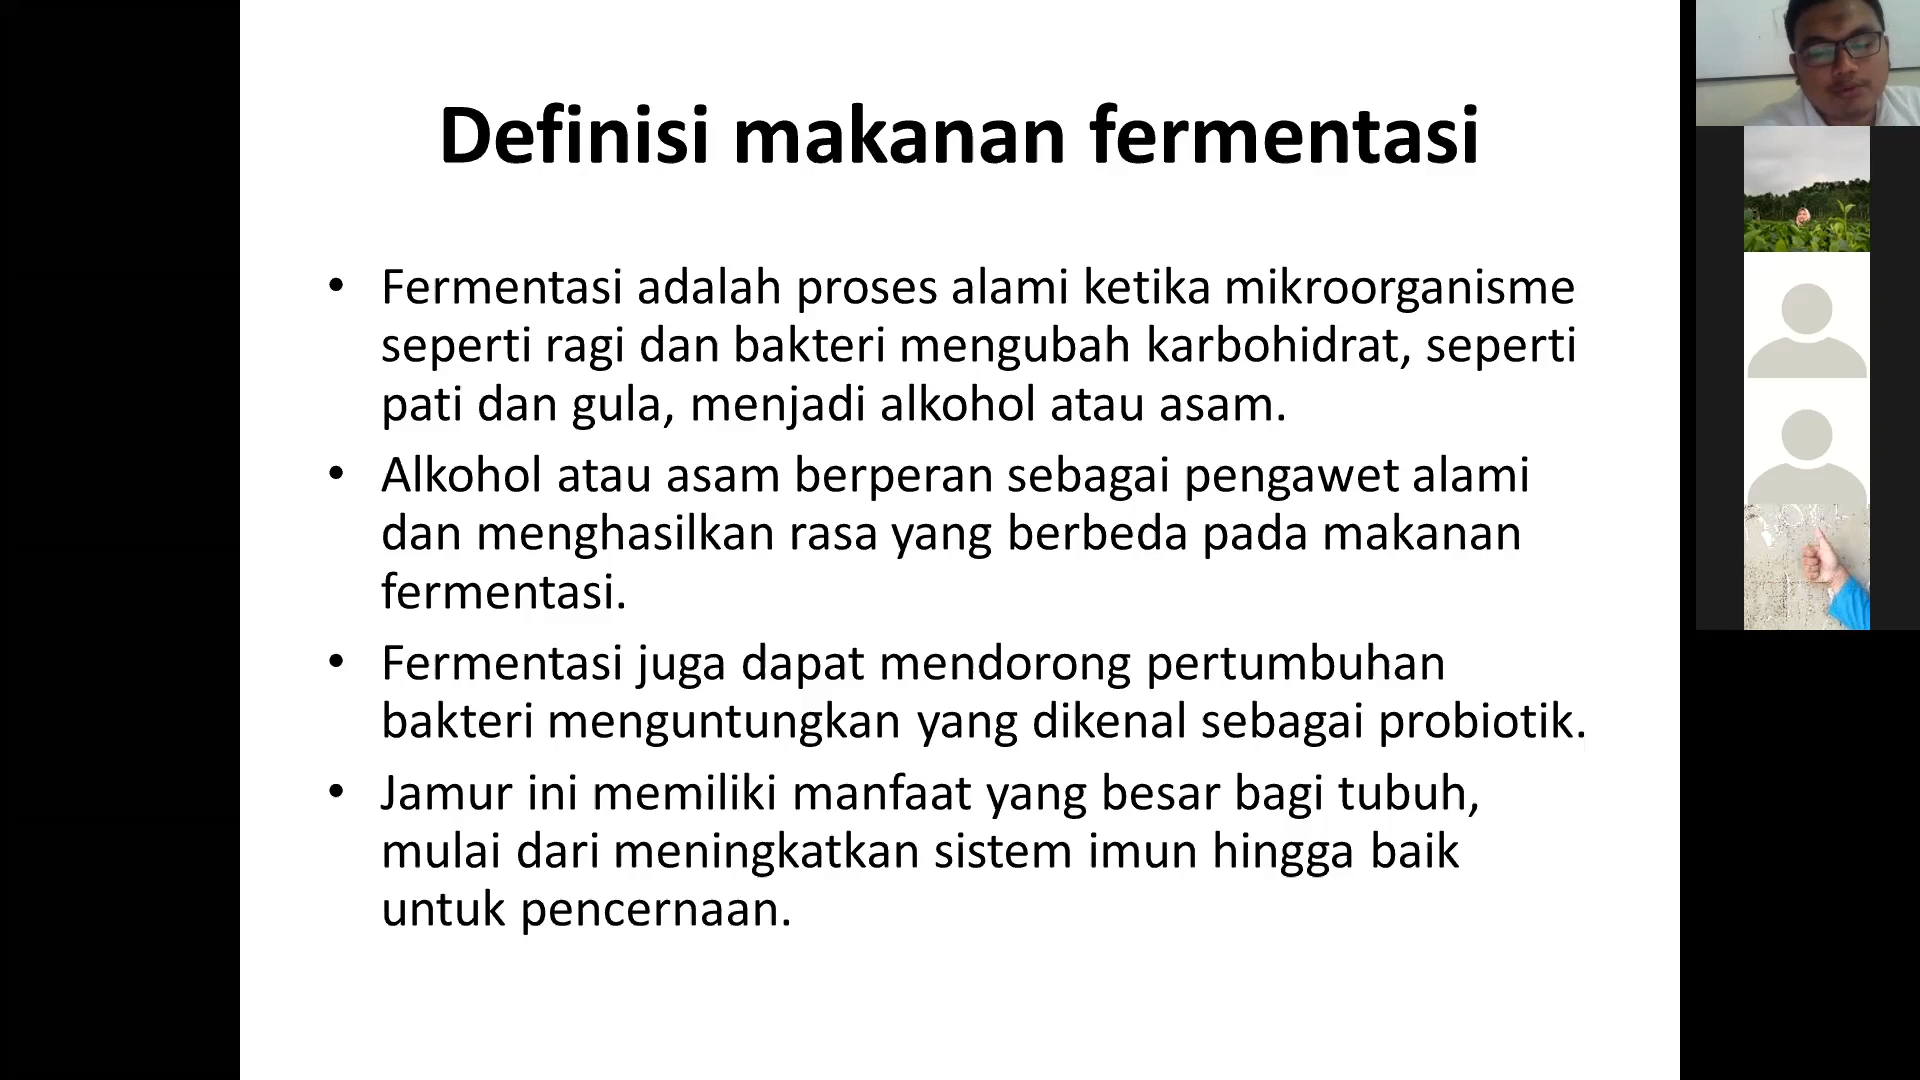 Definisi makanan fermentasi
• Fermentasi adalah proses alami ketika mikroorganisme
seperti ragi dan bakteri mengubah karbohidrat, seperti
pati dan gula, menjadi alkohol atau asam.
• Alkohol atau asam berperan sebagai pengawet alami
dan menghasilkan rasa yang berbeda pada makanan
fermentasi.
• Fermentasi juga dapat mendorong pertumbuhan
bakteri menguntungkan yang dikenal sebagai probiotik.
• Jamur ini memiliki manfaat yang besar bagi tubuh,
mulai dari meningkatkan sistem imun hingga baik
untuk pencernaan.